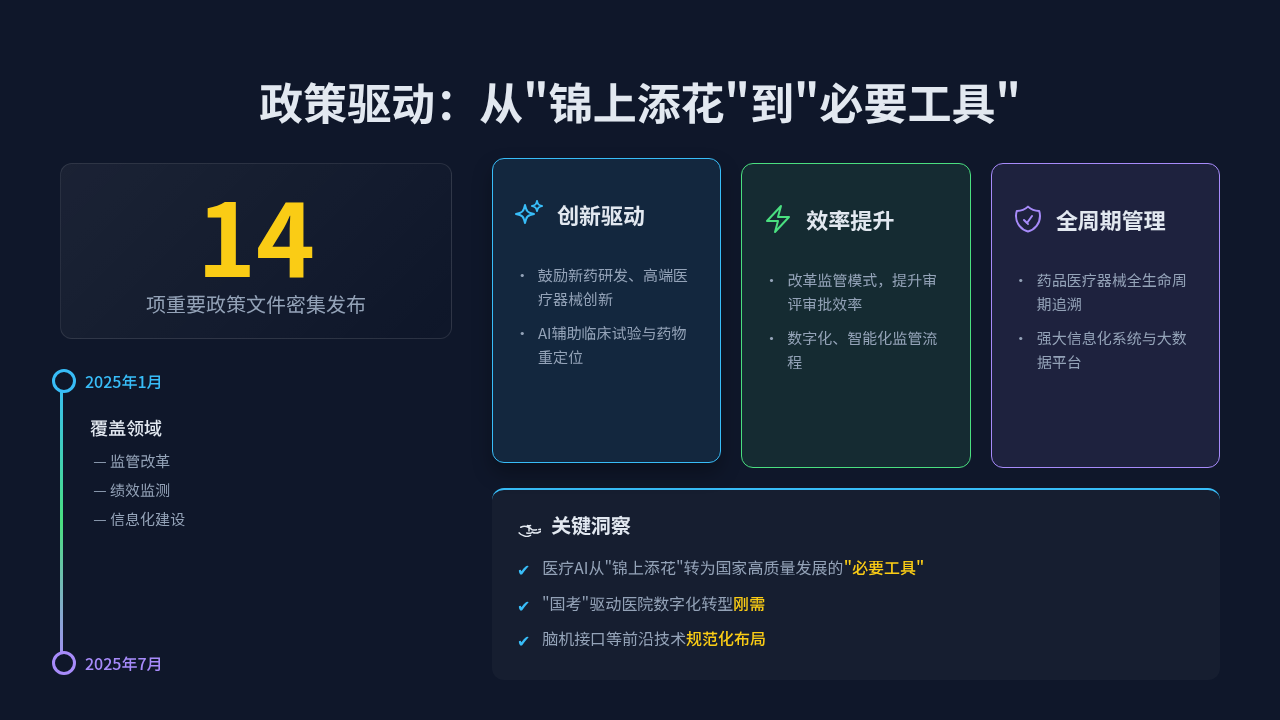 政策驱动：从"锦上添花"到"必要工具"
14
项重要政策文件密集发布
2025年1月
覆盖领域
— 监管改革
— 绩效监测
— 信息化建设
2025年7月
创新驱动
• 鼓励新药研发、高端医
疗器械创新
• AI辅助临床试验与药物
重定位
效率提升
• 改革监管模式，提升审
评审批效率
• 数字化、智能化监管流
程
全周期管理
• 药品医疗器械全生命周
期追溯
• 强大信息化系统与大数
据平台
关键洞察
✔ 医疗AI从"锦上添花"转为国家高质量发展的"必要工具"
✔ "国考"驱动医院数字化转型刚需
✔ 脑机接口等前沿技术规范化布局